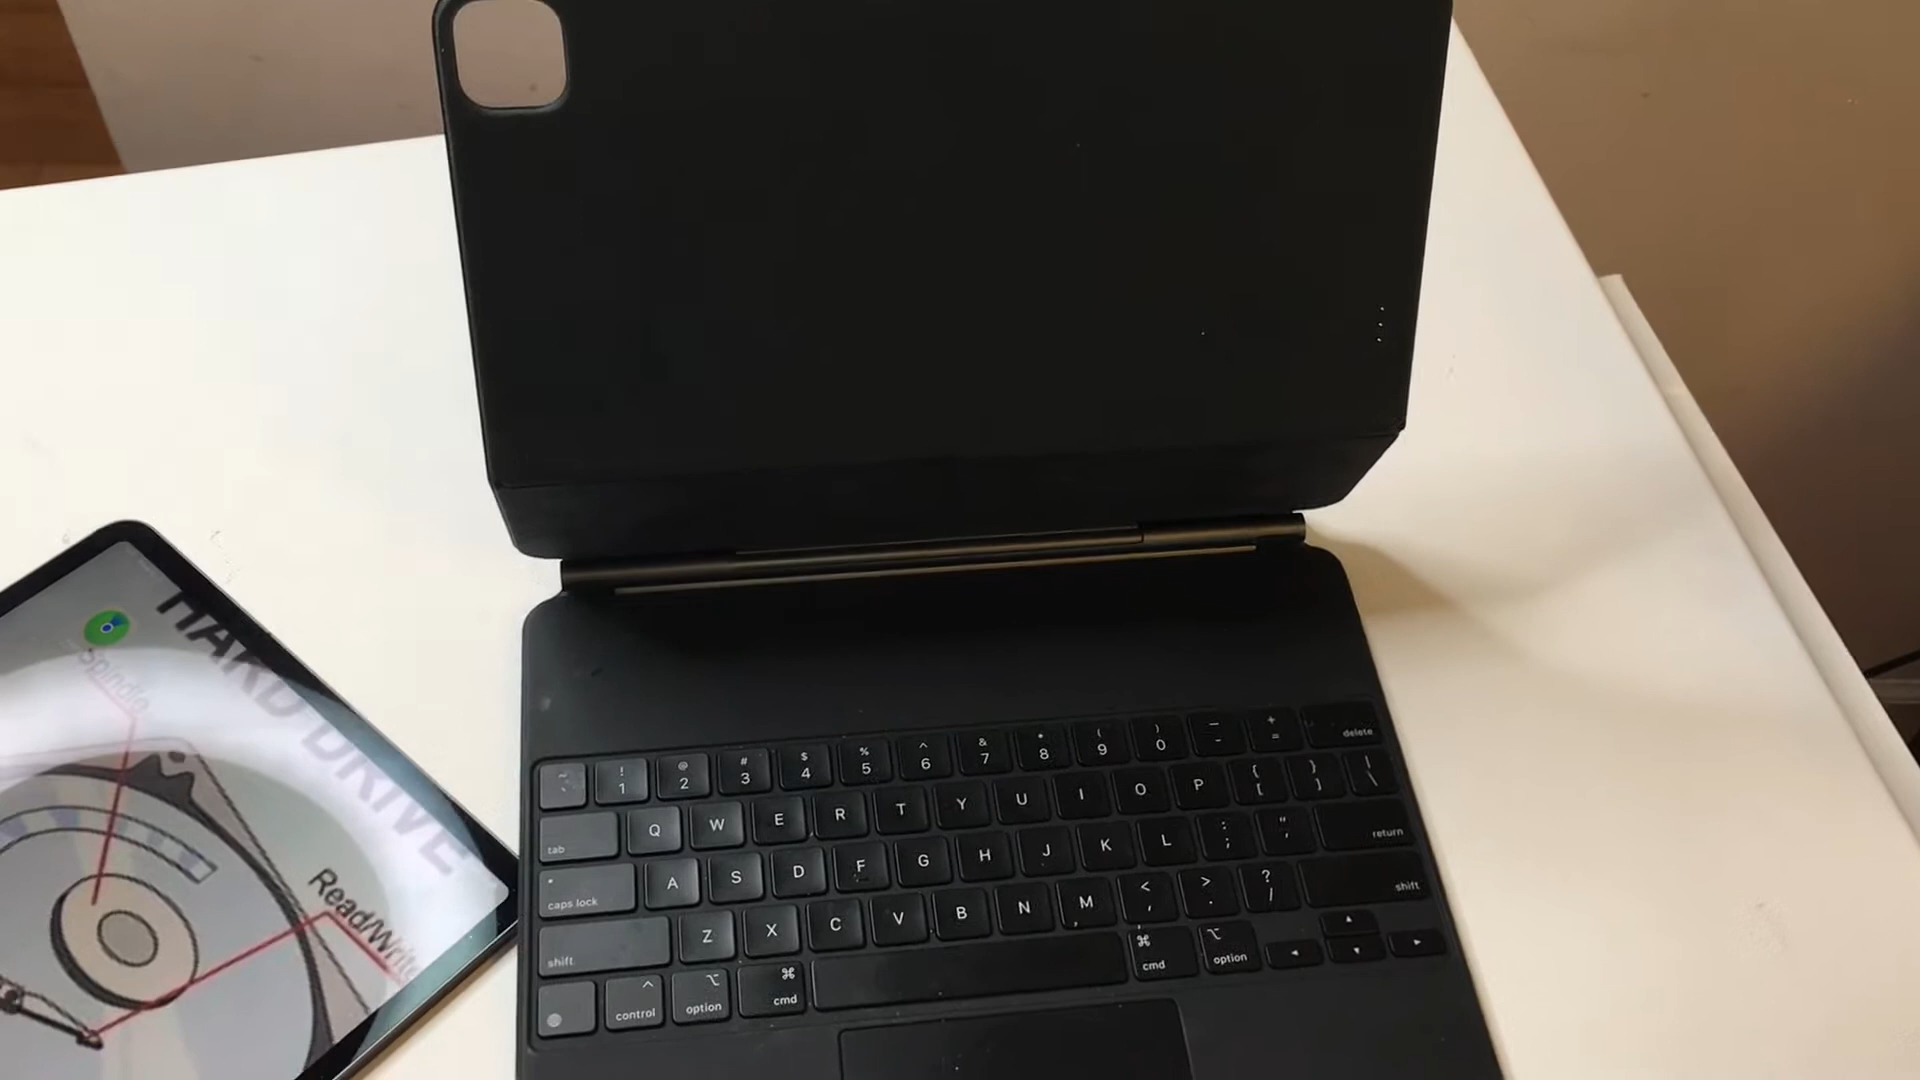 HARD DRIVE
Spindle
Read/Write
~ ! @ # $ % ^ & * ( ) _ +
` 1 2 3 4 5 6 7 8 9 0 - = delete
tab Q W E R T Y U I O P { [ } ] | \
caps lock A S D F G H J K L : ; " ' return
shift Z X C V B N M < , > . ? / shift
control option cmd cmd option